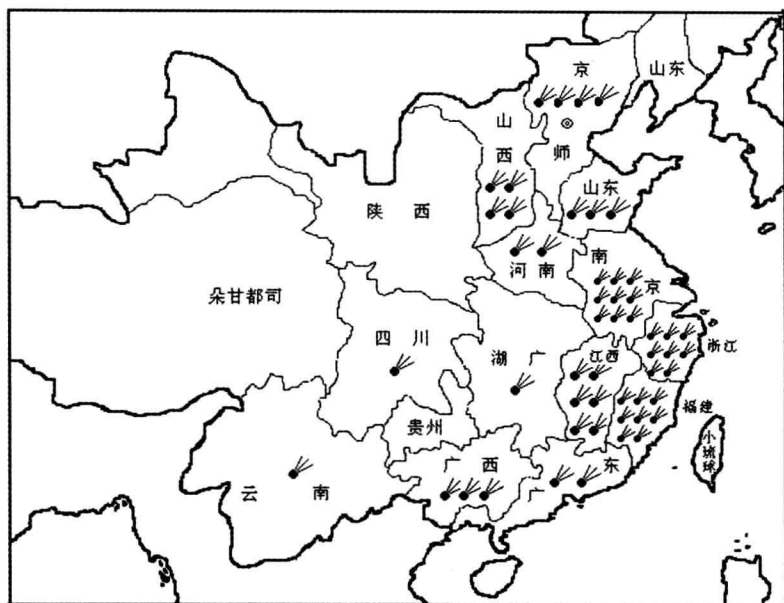 京师
山东
山西
陕西
山东
河南
南京
朵甘都司
四川
湖广
江西
浙江
福建
贵州
小琉球
广西
广东
云南